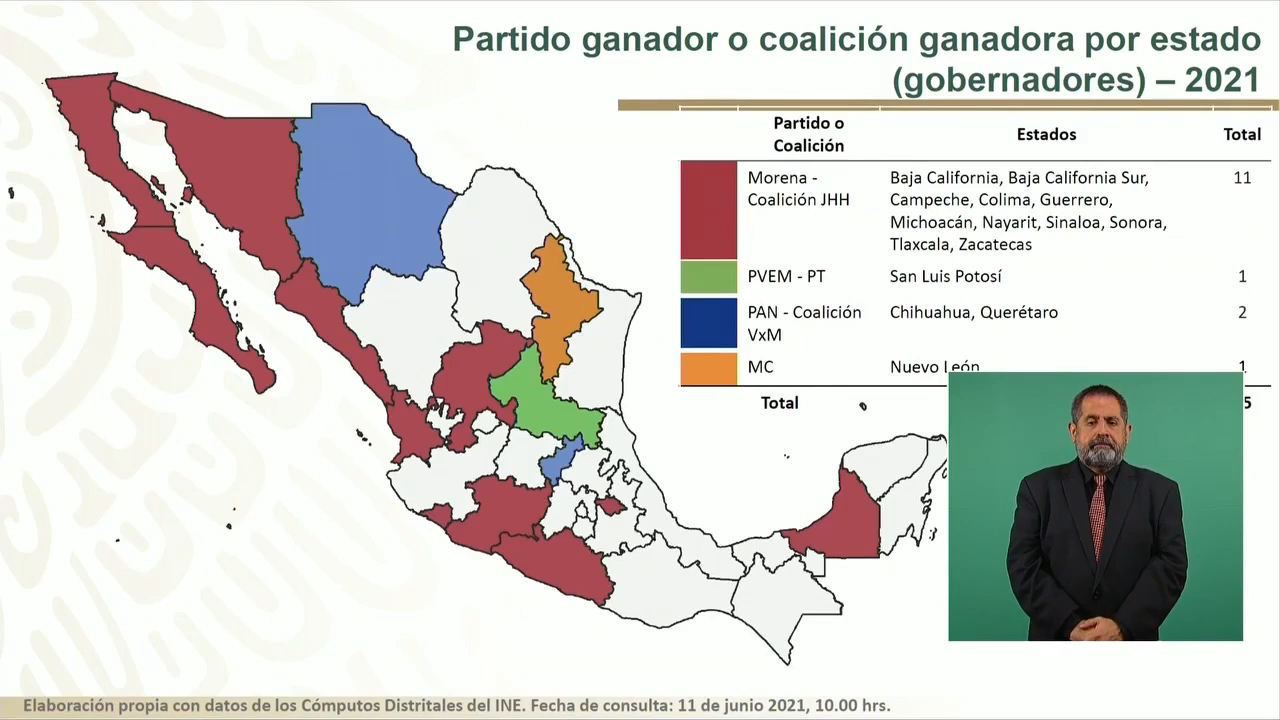 Partido ganador o coalición ganadora por estado
(gobernadores) – 2021
Partido o
Coalición
Estados
Total
Morena -
Coalición JHH
Baja California, Baja California Sur,
Campeche, Colima, Guerrero,
Michoacán, Nayarit, Sinaloa, Sonora,
Tlaxcala, Zacatecas
11
PVEM - PT
San Luis Potosí
1
PAN - Coalición
VxM
Chihuahua, Querétaro
2
MC
Nuevo León
1
Total
5
Elaboración propia con datos de los Cómputos Distritales del INE. Fecha de consulta: 11 de junio 2021, 10.00 hrs.